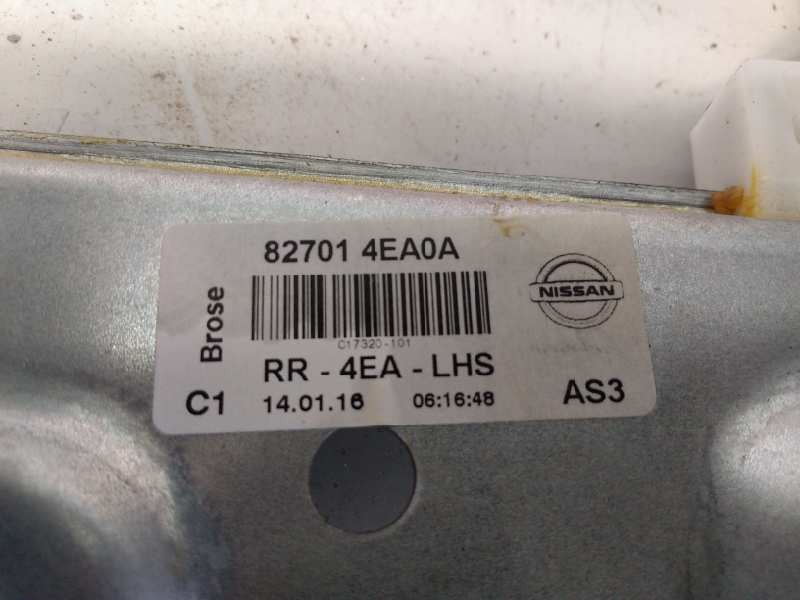 82701 4EA0A
NISSAN
Brose
C17320-101
RR - 4EA - LHS
C1 14.01.16 06:16:48 AS3